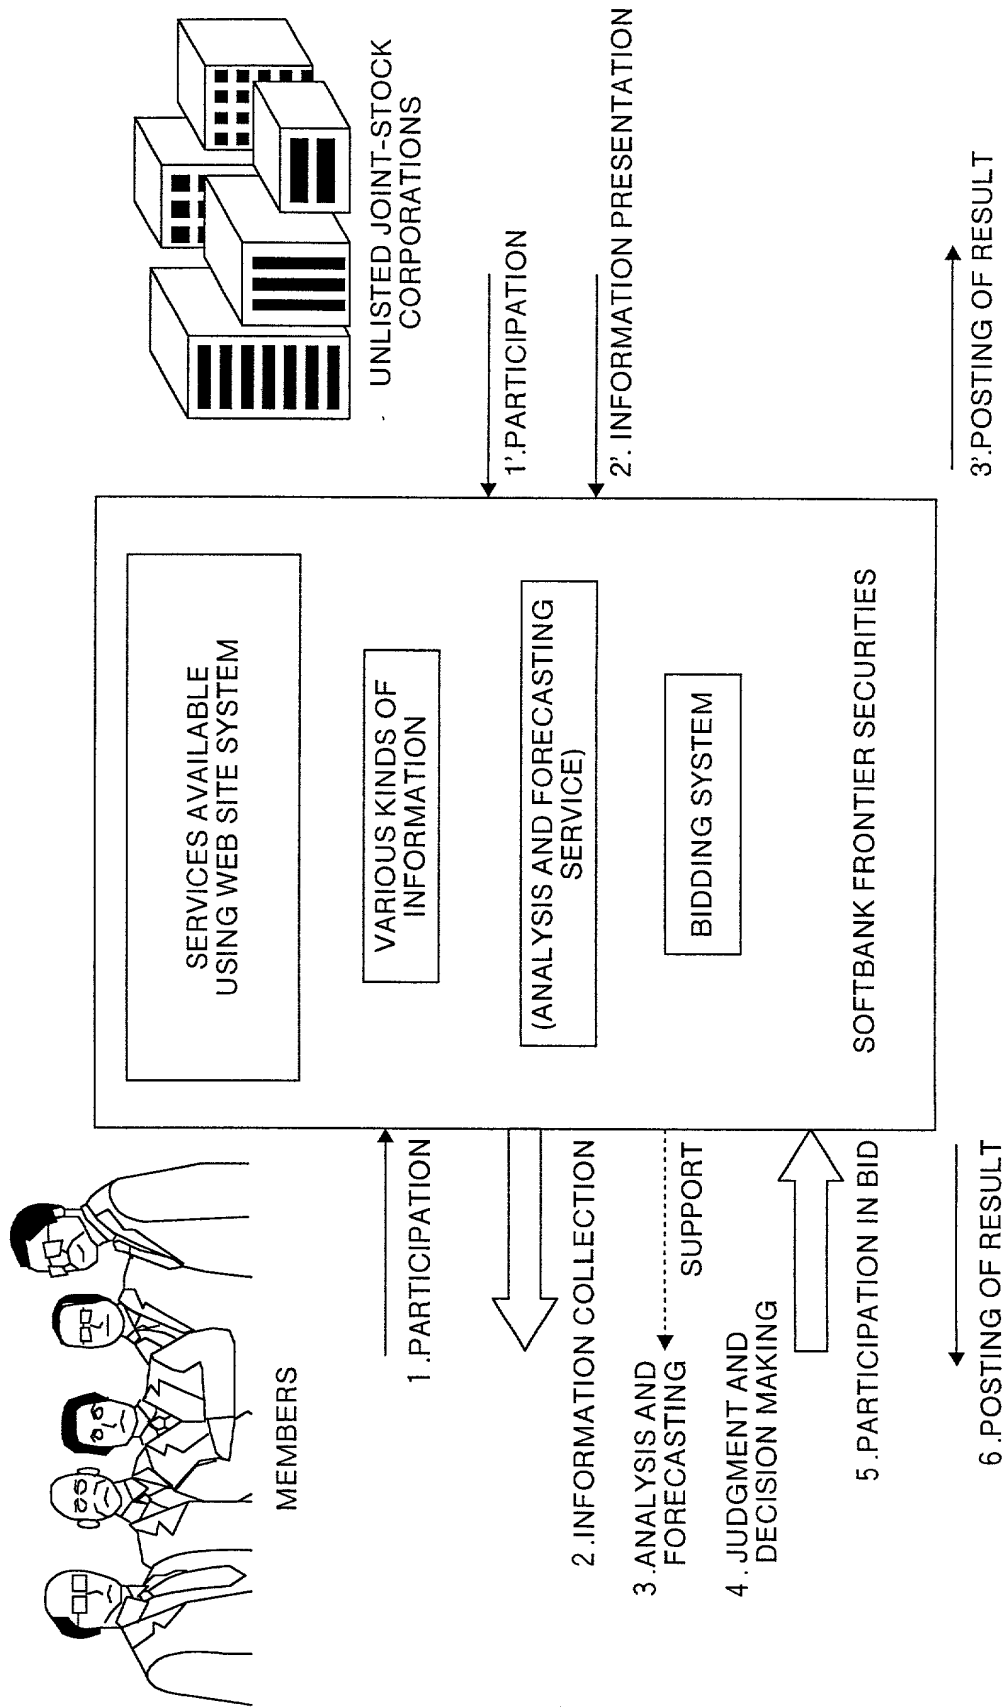 MEMBERS
1.PARTICIPATION
2.INFORMATION COLLECTION
3.ANALYSIS AND
FORECASTING
SUPPORT
4.JUDGMENT AND
DECISION MAKING
5.PARTICIPATION IN BID
6.POSTING OF RESULT
SERVICES AVAILABLE
USING WEB SITE SYSTEM
VARIOUS KINDS OF
INFORMATION
(ANALYSIS AND FORECASTING
SERVICE)
BIDDING SYSTEM
SOFTBANK FRONTIER SECURITIES
UNLISTED JOINT-STOCK
CORPORATIONS
1'.PARTICIPATION
2'. INFORMATION PRESENTATION
3'.POSTING OF RESULT